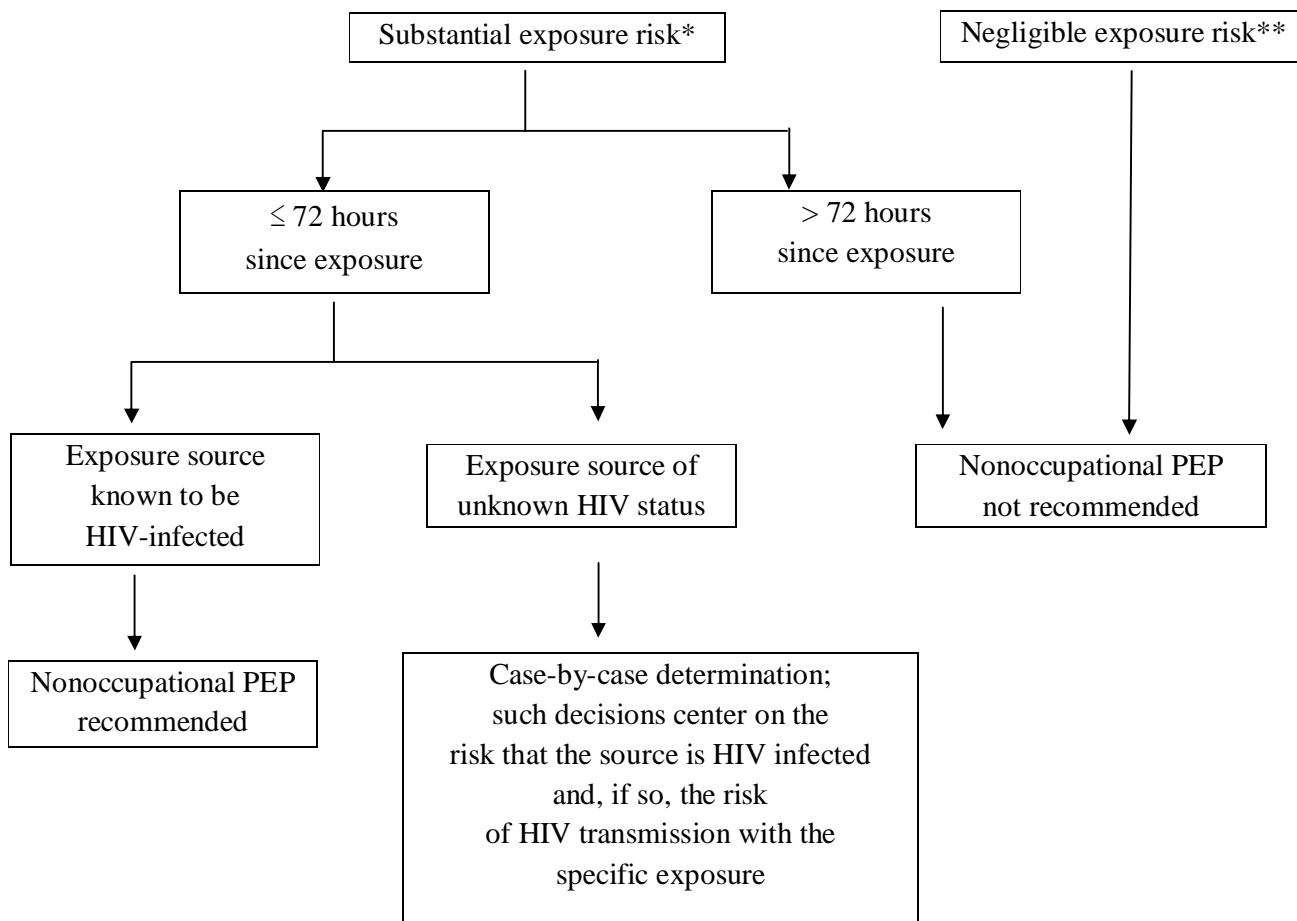 Substantial exposure risk*
Negligible exposure risk**
≤ 72 hours
since exposure
> 72 hours
since exposure
Exposure source
known to be
HIV-infected
Exposure source of
unknown HIV status
Nonoccupational PEP
not recommended
Nonoccupational PEP
recommended
Case-by-case determination;
such decisions center on the
risk that the source is HIV infected
and, if so, the risk
of HIV transmission with the
specific exposure